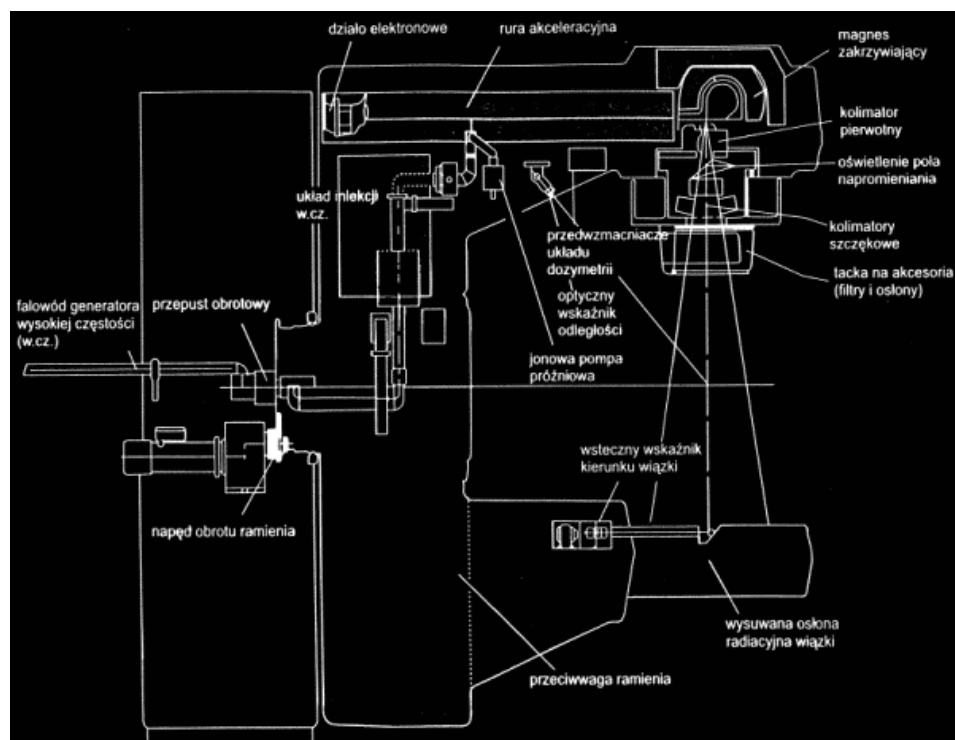 działo elektronowe
rura akceleracyjna
magnes
zakrzywiający
kolimator
pierwotny
oświetlenie pola
napromieniania
kolimatory
szczękowe
tacka na akcesoria
(filtry i osłony)
układ inlekcji
w.cz.
przedwzmacniacze
układu
dozymetrii
optyczny
wskaźnik
odległości
jonowa pompa
próżniowa
falowód generatora
wysokiej częstości
(w.cz.)
przepust obrotowy
wsteczny wskaźnik
kierunku wiązki
napęd obrotu ramienia
wysuwana osłona
radiacyjna wiązki
przeciwwaga ramienia